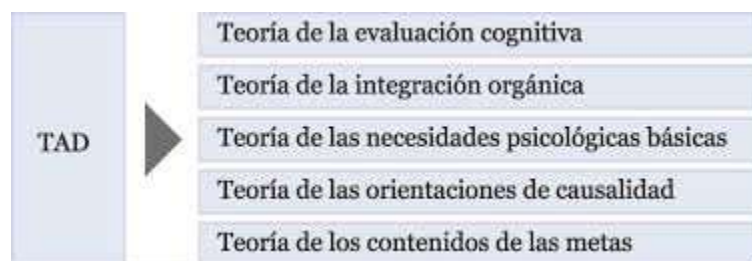 TAD
Teoría de la evaluación cognitiva
Teoría de la integración orgánica
Teoría de las necesidades psicológicas básicas
Teoría de las orientaciones de causalidad
Teoría de los contenidos de las metas